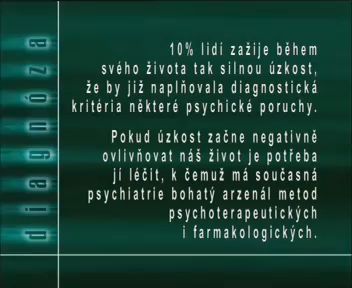 diagnóza
10% lidí zažije během
svého života tak silnou úzkost,
že by již naplňovala diagnostická
kritéria některé psychické poruchy.
Pokud úzkost začne negativně
ovlivňovat náš život je potřeba
jí léčit, k čemuž má současná
psychiatrie bohatý arzenál metod
psychoterapeutických
i farmakologických.